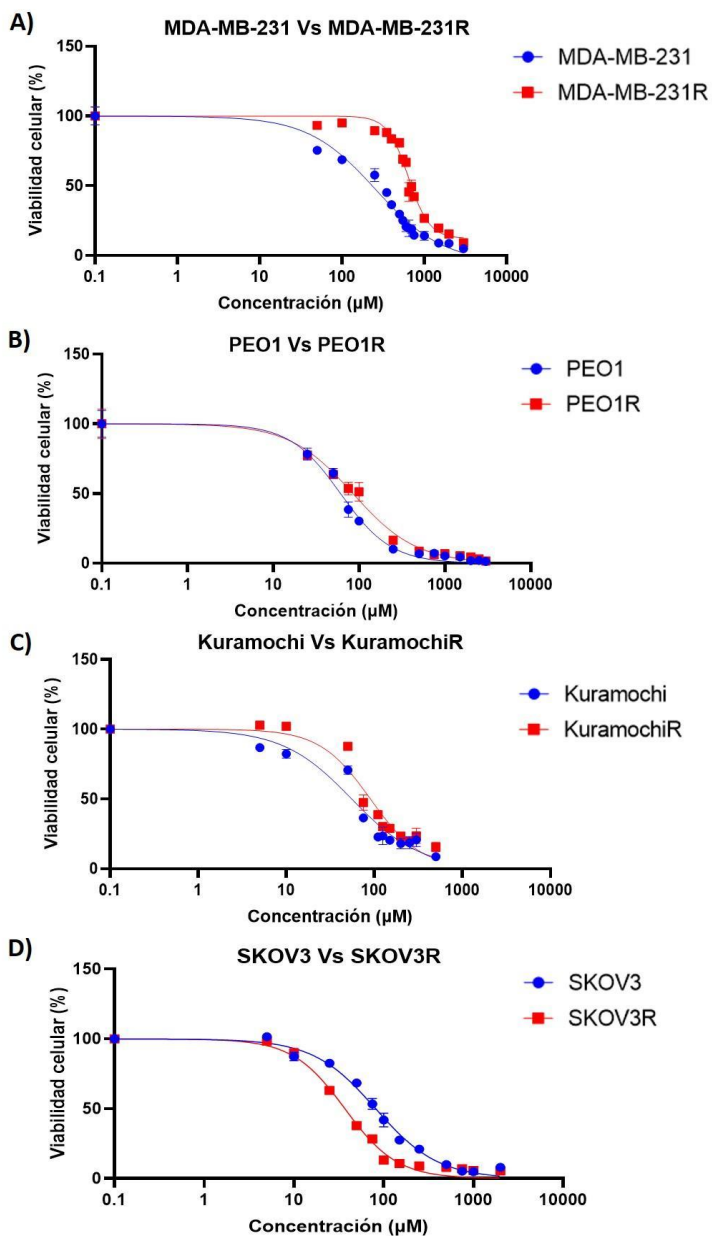 A)
MDA-MB-231 Vs MDA-MB-231R
MDA-MB-231
MDA-MB-231R
Viabilidad celular (%)
150
100
50
0
0.1 1 10 100 1000 10000
Concentración (µM)
B)
PEO1 Vs PEO1R
PEO1
PEO1R
Viabilidad celular (%)
150
100
50
0
0.1 1 10 100 1000 10000
Concentración (µM)
C)
Kuramochi Vs KuramochiR
Kuramochi
KuramochiR
Viabilidad celular (%)
150
100
50
0
0.1 1 10 100 1000 10000
Concentración (µM)
D)
SKOV3 Vs SKOV3R
SKOV3
SKOV3R
Viabilidad celular (%)
150
100
50
0
0.1 1 10 100 1000 10000
Concentración (µM)